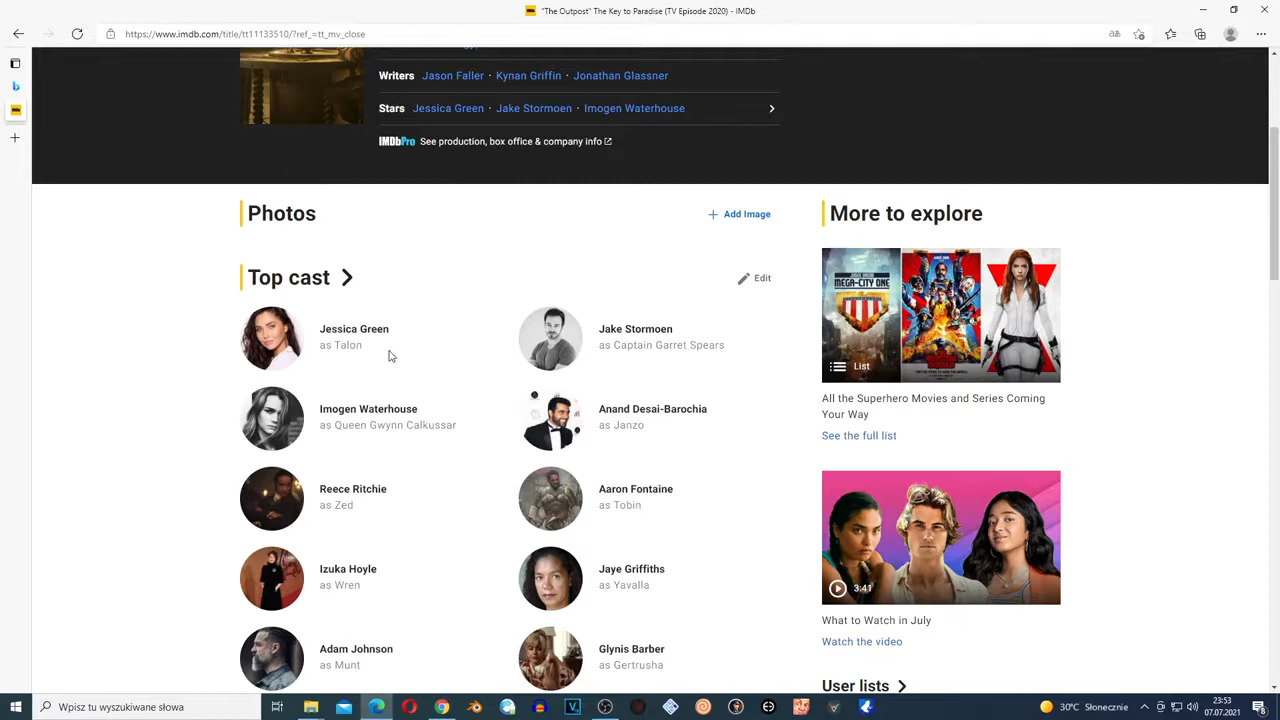 "The Outpost" The Key to Paradise (TV Episode 2020) - IMDb
https://www.imdb.com/title/tt11133510/?ref_=tt_mv_close
Writers Jason Faller · Kynan Griffin · Jonathan Glassner
Stars Jessica Green · Jake Stormoen · Imogen Waterhouse
IMDbPro See production, box office & company info
Photos
+ Add Image
Top cast
Edit
Jessica Green
as Talon
Jake Stormoen
as Captain Garret Spears
Imogen Waterhouse
as Queen Gwynn Calkussar
Anand Desai-Barochia
as Janzo
Reece Ritchie
as Zed
Aaron Fontaine
as Tobin
Izuka Hoyle
as Wren
Jaye Griffiths
as Yavalla
Adam Johnson
as Munt
Glynis Barber
as Gertrusha
More to explore
MEGA-CITY ONE
List
All the Superhero Movies and Series Coming
Your Way
See the full list
3:41
What to Watch in July
Watch the video
User lists
Wpisz tu wyszukiwane słowa
30°C Słonecznie
23:53
07.07.2021